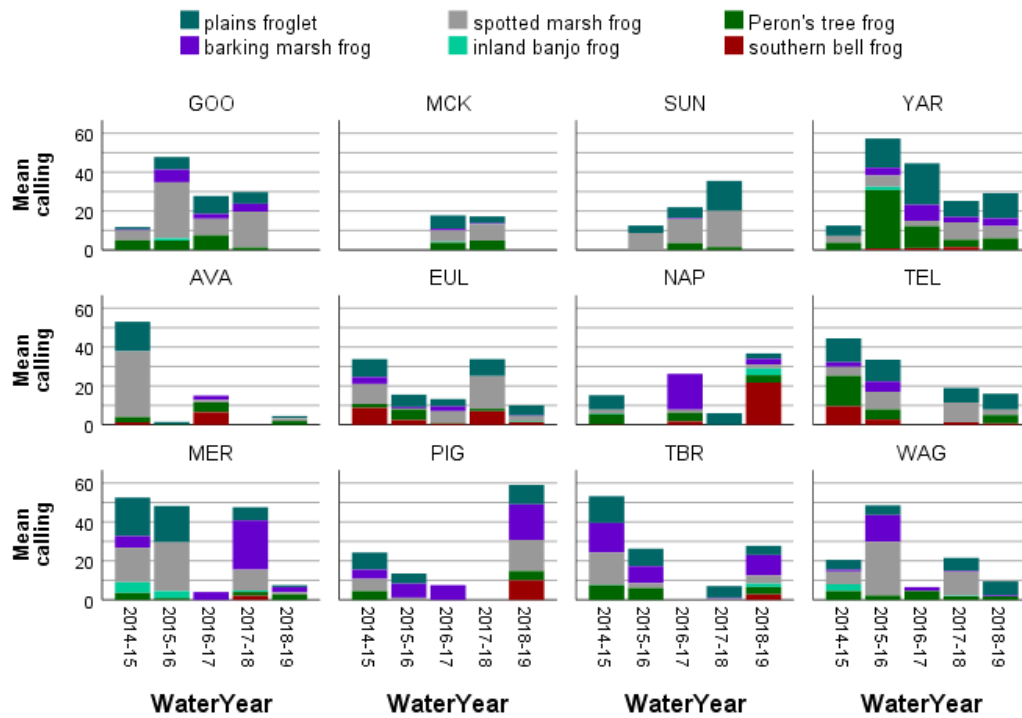 plains froglet spotted marsh frog Peron's tree frog
barking marsh frog inland banjo frog southern bell frog
GOO MCK SUN YAR
Mean
calling
60
40
20
0
AVA EUL NAP TEL
Mean
calling
60
40
20
0
MER PIG TBR WAG
Mean
calling
60
40
20
0
2014-15 2015-16 2016-17 2017-18 2018-19 2014-15 2015-16 2016-17 2017-18 2018-19 2014-15 2015-16 2016-17 2017-18 2018-19 2014-15 2015-16 2016-17 2017-18 2018-19
WaterYear WaterYear WaterYear WaterYear